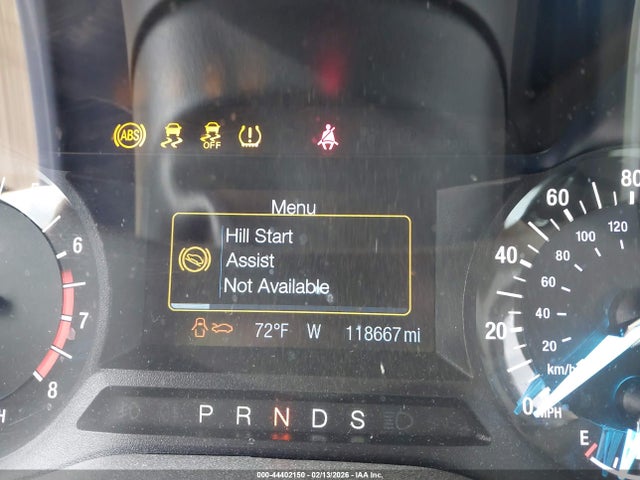 ABS
OFF
Menu
Hill Start
Assist
Not Available
72°F W 118667 mi
P R N D S
6
7
8
H
0
20
40
60
80
20
40
60
80
100
120
km/h
MPH
E
000-44402150 - 02/13/2026 - IAAI, Inc.